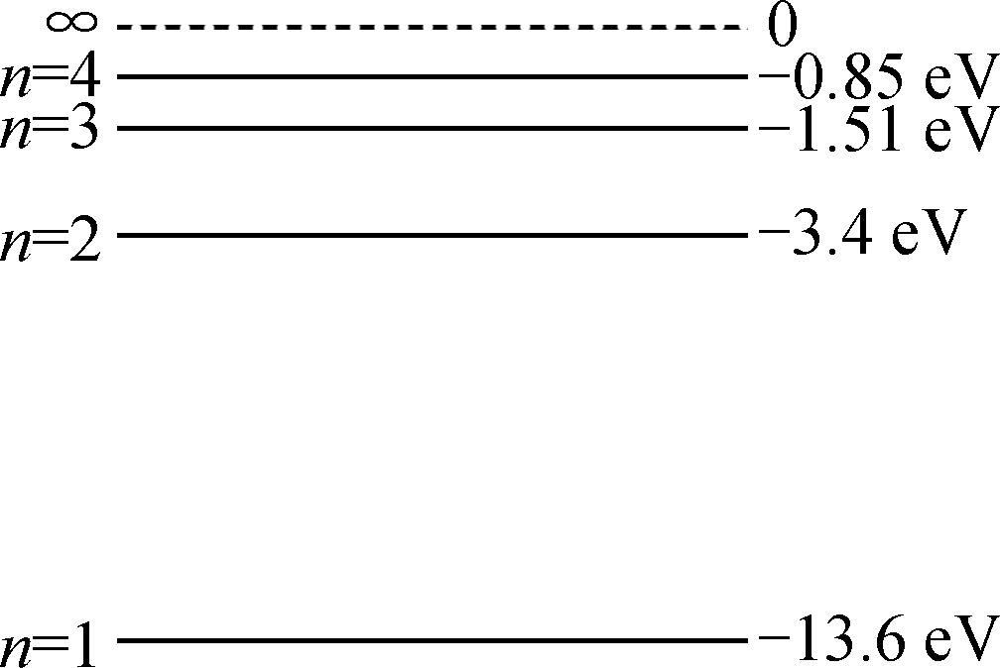 ∞ 0
n=4 −0.85 eV
n=3 −1.51 eV
n=2 −3.4 eV
n=1 −13.6 eV